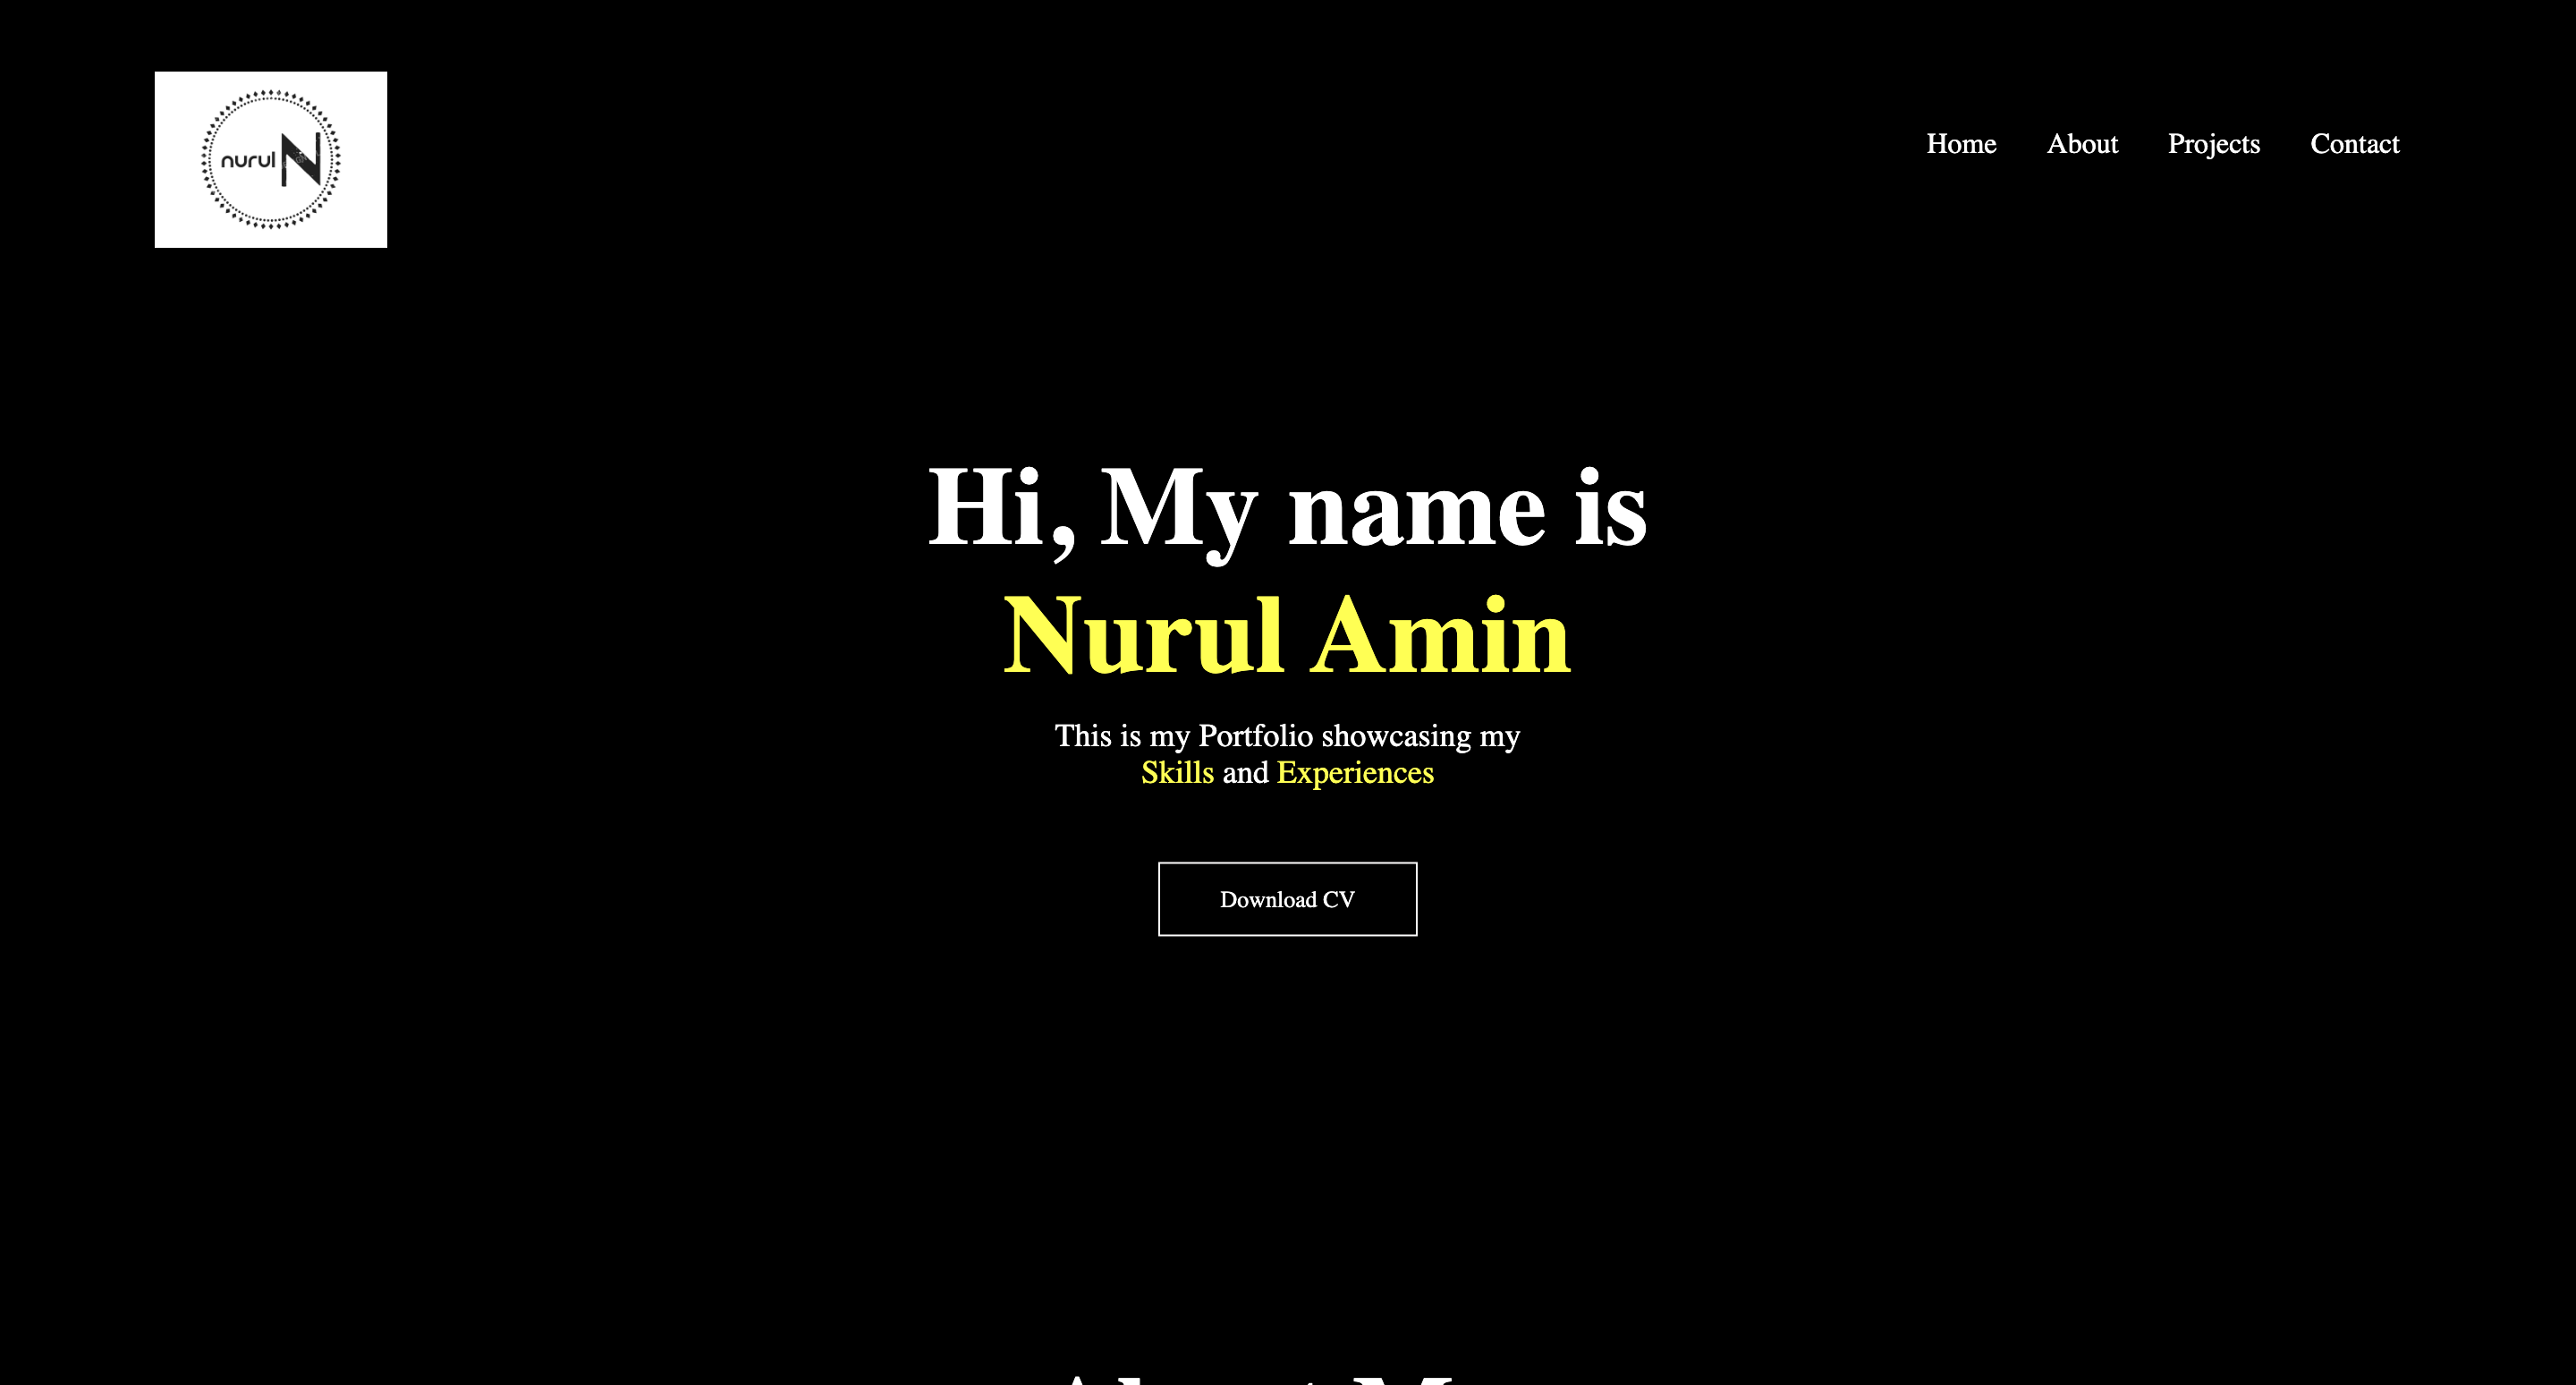 nurul N
Home About Projects Contact
Hi, My name is
Nurul Amin
This is my Portfolio showcasing my
Skills and Experiences
Download CV